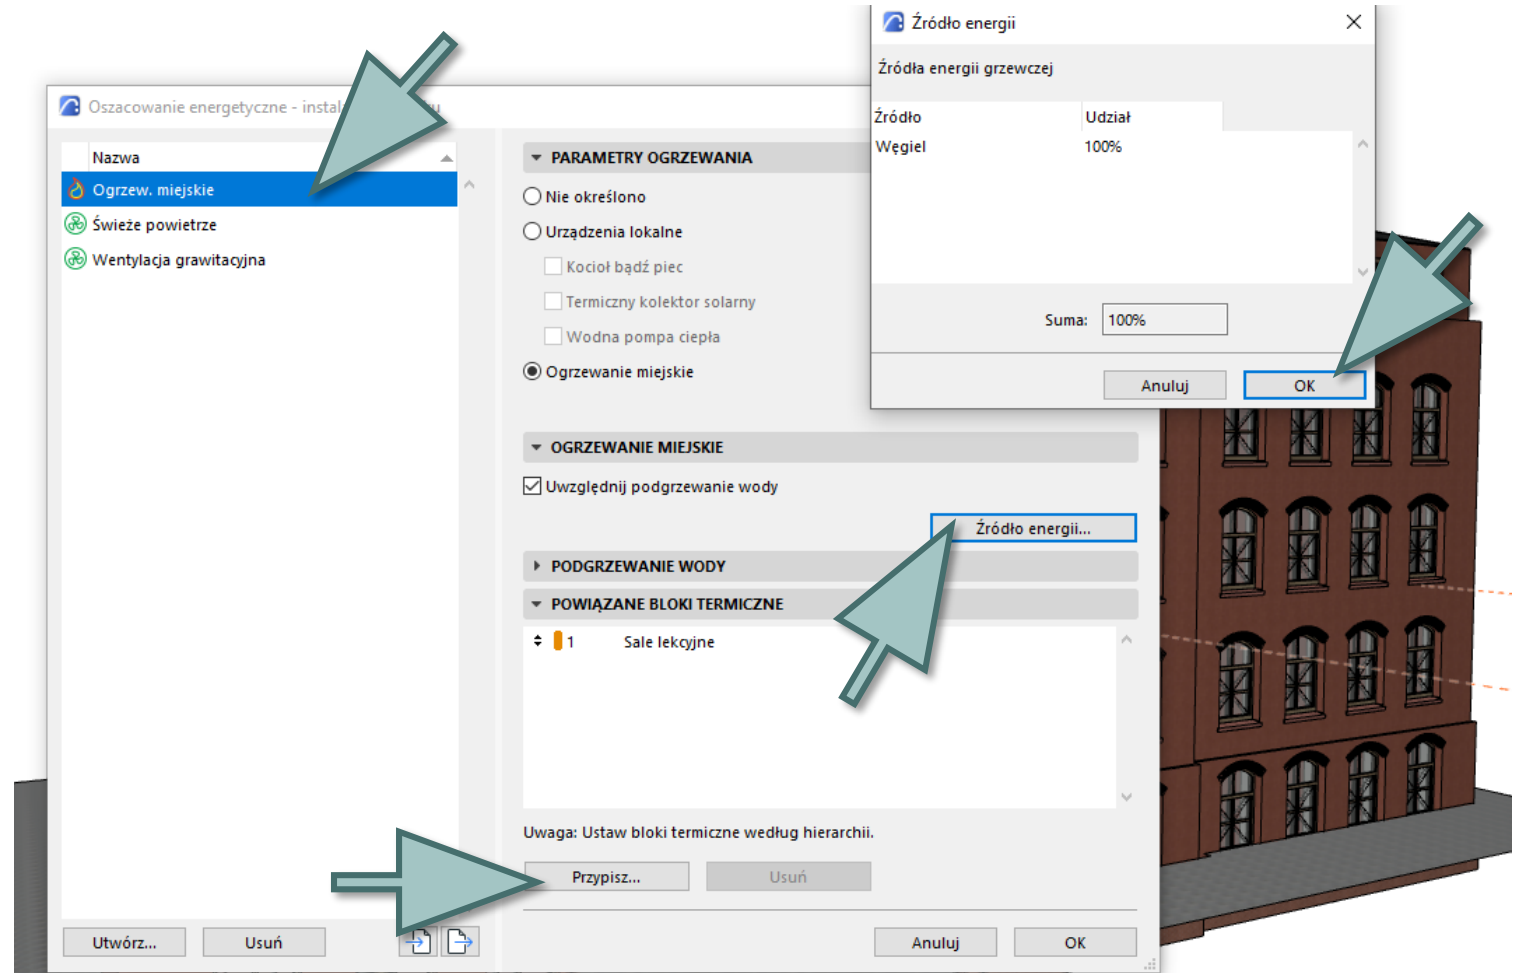 Źródło energii
Źródła energii grzewczej
Źródło Udział
Węgiel 100%
Suma: 100%
Anuluj OK
Oszacowanie energetyczne -
Nazwa
Ogrzew. miejskie
Świeże powietrze
Wentylacja grawitacyjna
Utwórz... Usuń
PARAMETRY OGRZEWANIA
Nie określono
Urządzenia lokalne
Kocioł bądź piec
Termiczny kolektor solarny
Wodna pompa ciepła
Ogrzewanie miejskie
OGRZEWANIE MIEJSKIE
Uwzględnij podgrzewanie wody
Źródło energii...
PODGRZEWANIE WODY
POWIĄZANE BLOKI TERMICZNE
1 Sale lekcyjne
Uwaga: Ustaw bloki termiczne według hierarchii.
Przypisz... Usuń
Anuluj OK